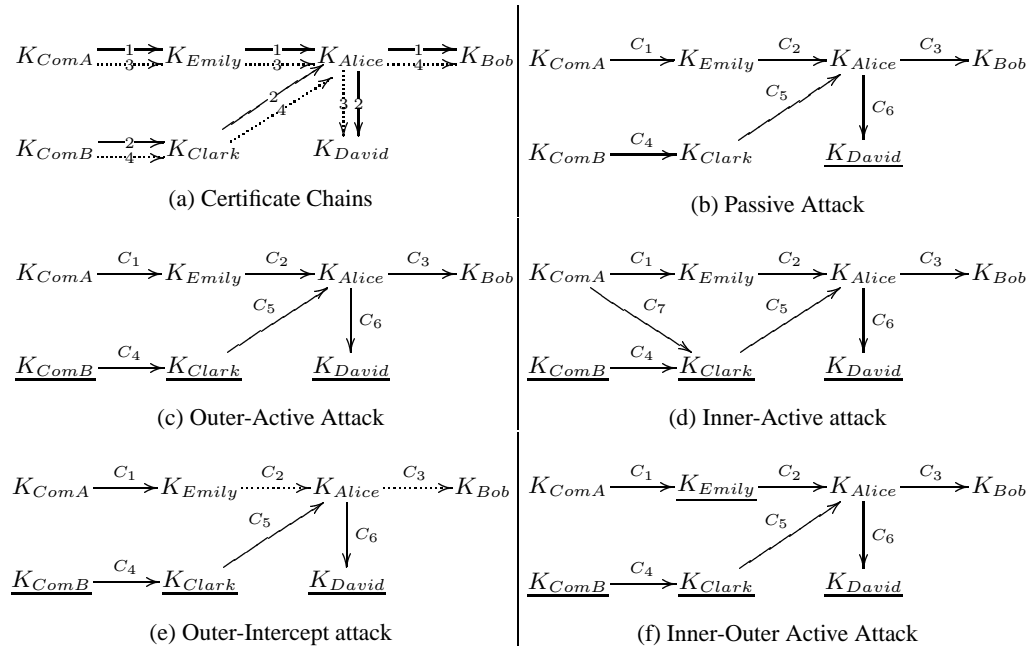 K_ComA 1 3 K_Emily 1 3 K_Alice 1 4 K_Bob
2 4 3 2
K_ComB 2 4 K_Clark K_David
(a) Certificate Chains
C_1 C_2 C_3
K_ComA K_Emily K_Alice K_Bob
C_5 C_6
C_4
K_ComB K_Clark K_David
(b) Passive Attack
C_1 C_2 C_3
K_ComA K_Emily K_Alice K_Bob
C_5 C_6
C_4
K_ComB K_Clark K_David
(c) Outer-Active Attack
C_1 C_2 C_3
K_ComA K_Emily K_Alice K_Bob
C_7 C_5 C_6
C_4
K_ComB K_Clark K_David
(d) Inner-Active attack
C_1 C_2 C_3
K_ComA K_Emily K_Alice K_Bob
C_5 C_6
C_4
K_ComB K_Clark K_David
(e) Outer-Intercept attack
C_1 C_2 C_3
K_ComA K_Emily K_Alice K_Bob
C_5 C_6
C_4
K_ComB K_Clark K_David
(f) Inner-Outer Active Attack